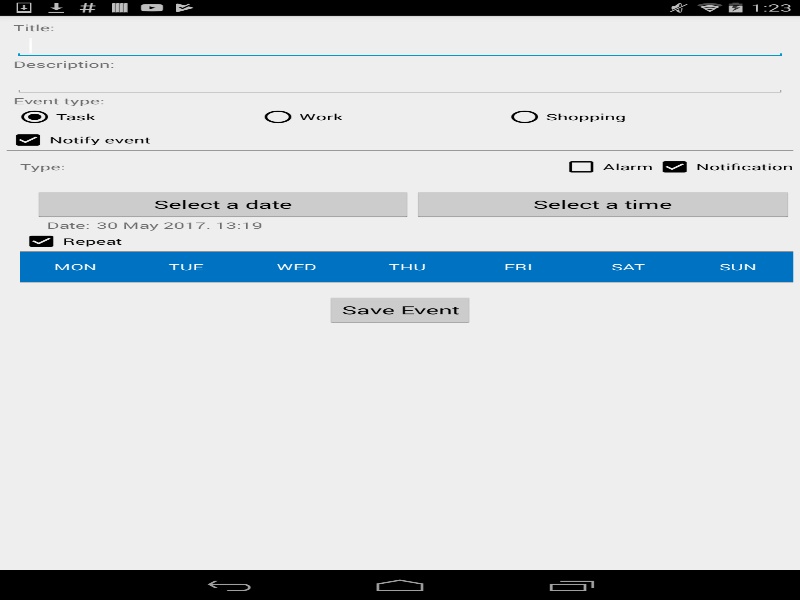 1:23
Title:
Description:
Event type:
Task Work Shopping
Notify event
Type: Alarm Notification
Select a date Select a time
Date: 30 May 2017. 13:19
Repeat
MON TUE WED THU FRI SAT SUN
Save Event